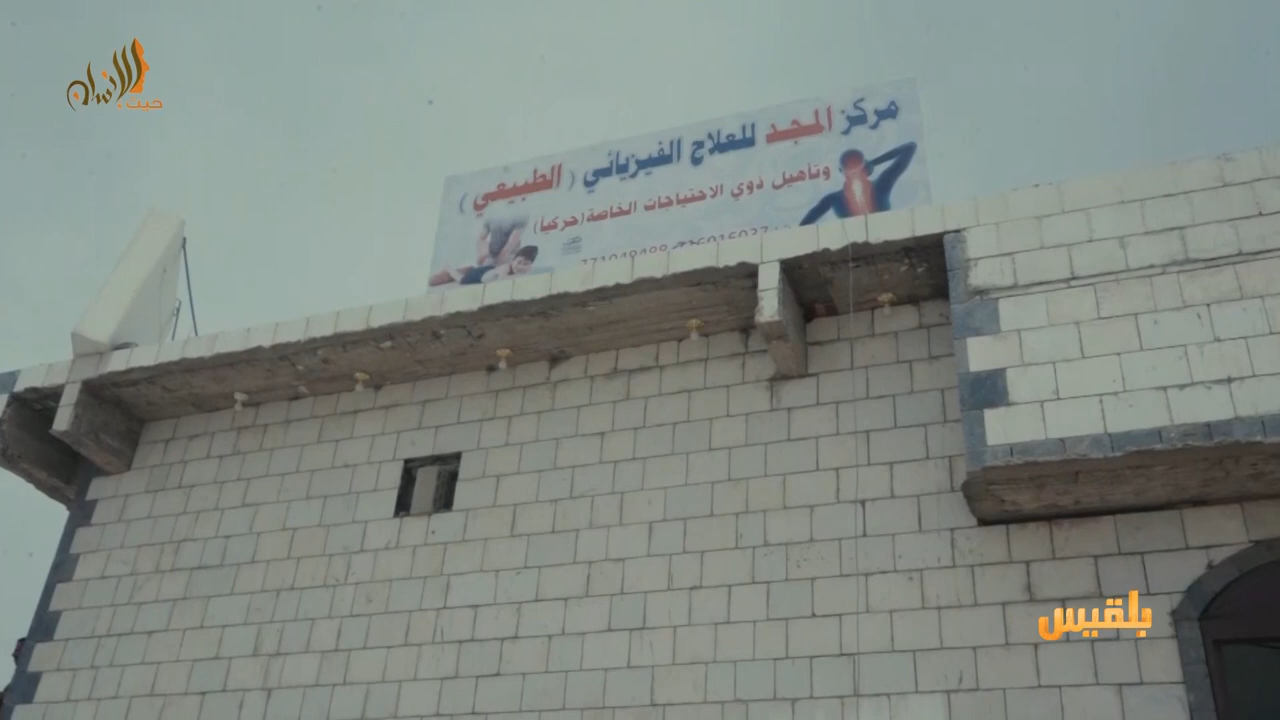 حيث الإنسان
مركز المجد للعلاج الفيزيائي ( الطبيعي )
وتأهيل ذوي الاحتياجات الخاصة (حركياً)
بلقيس